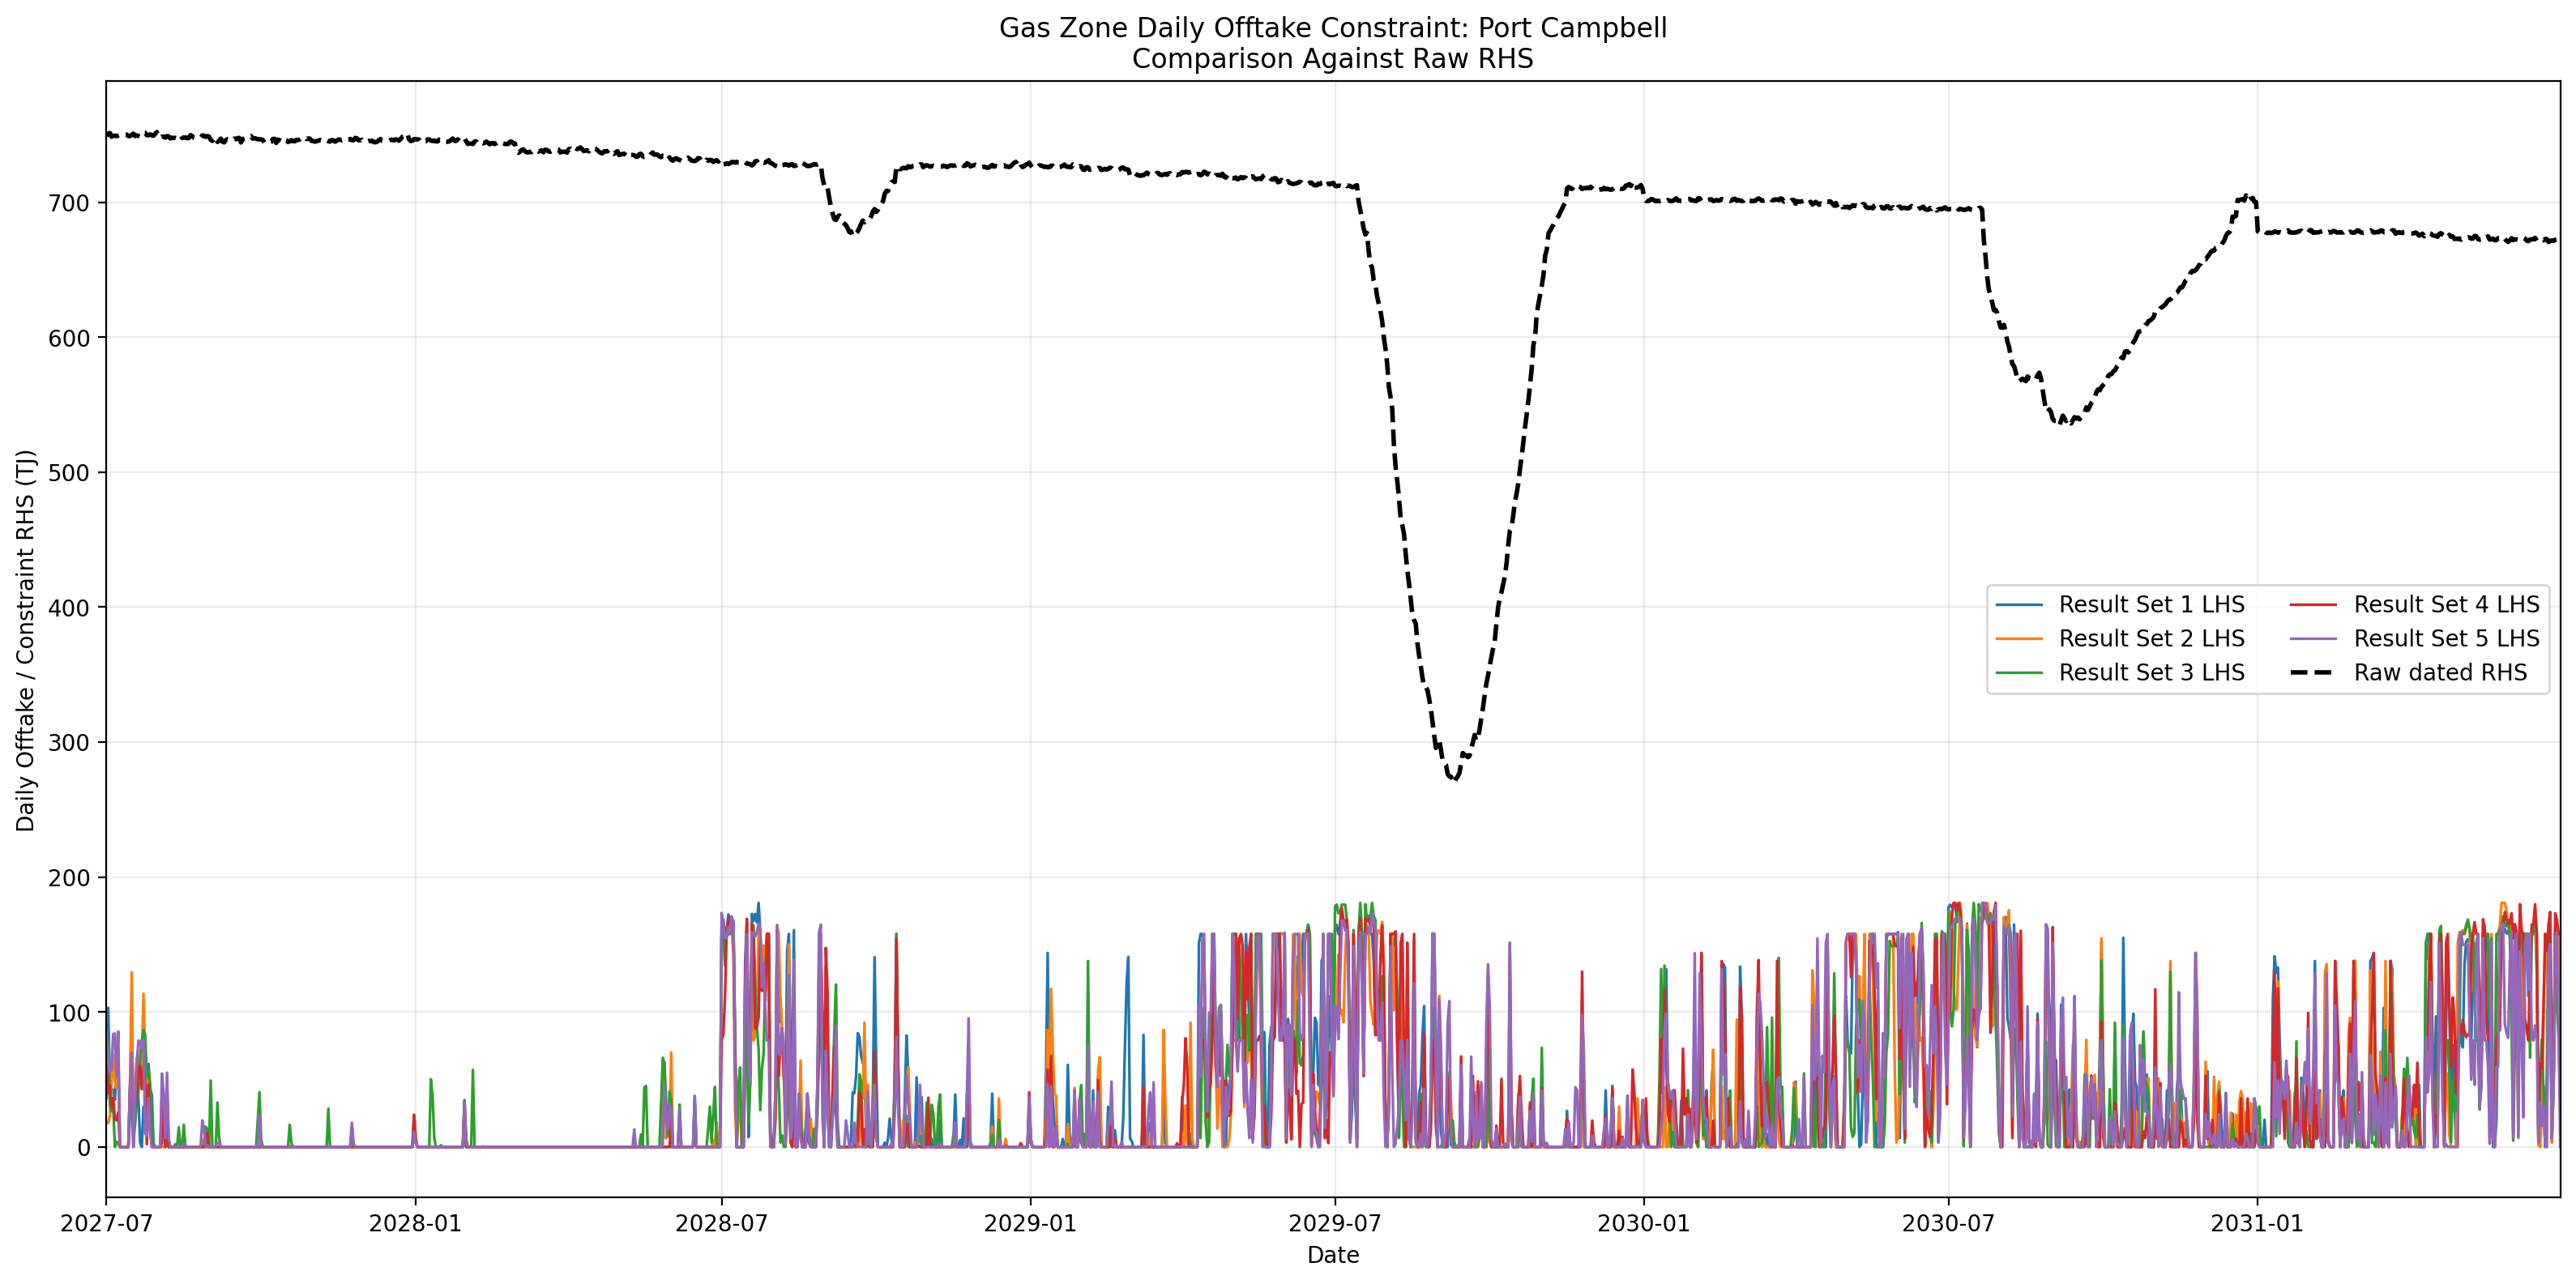 Gas Zone Daily Offtake Constraint: Port Campbell
Comparison Against Raw RHS
Daily Offtake / Constraint RHS (TJ)
700
600
500
400
300
200
100
0
Result Set 1 LHS
Result Set 2 LHS
Result Set 3 LHS
Result Set 4 LHS
Result Set 5 LHS
Raw dated RHS
2027-07
2028-01
2028-07
2029-01
2029-07
2030-01
2030-07
2031-01
Date